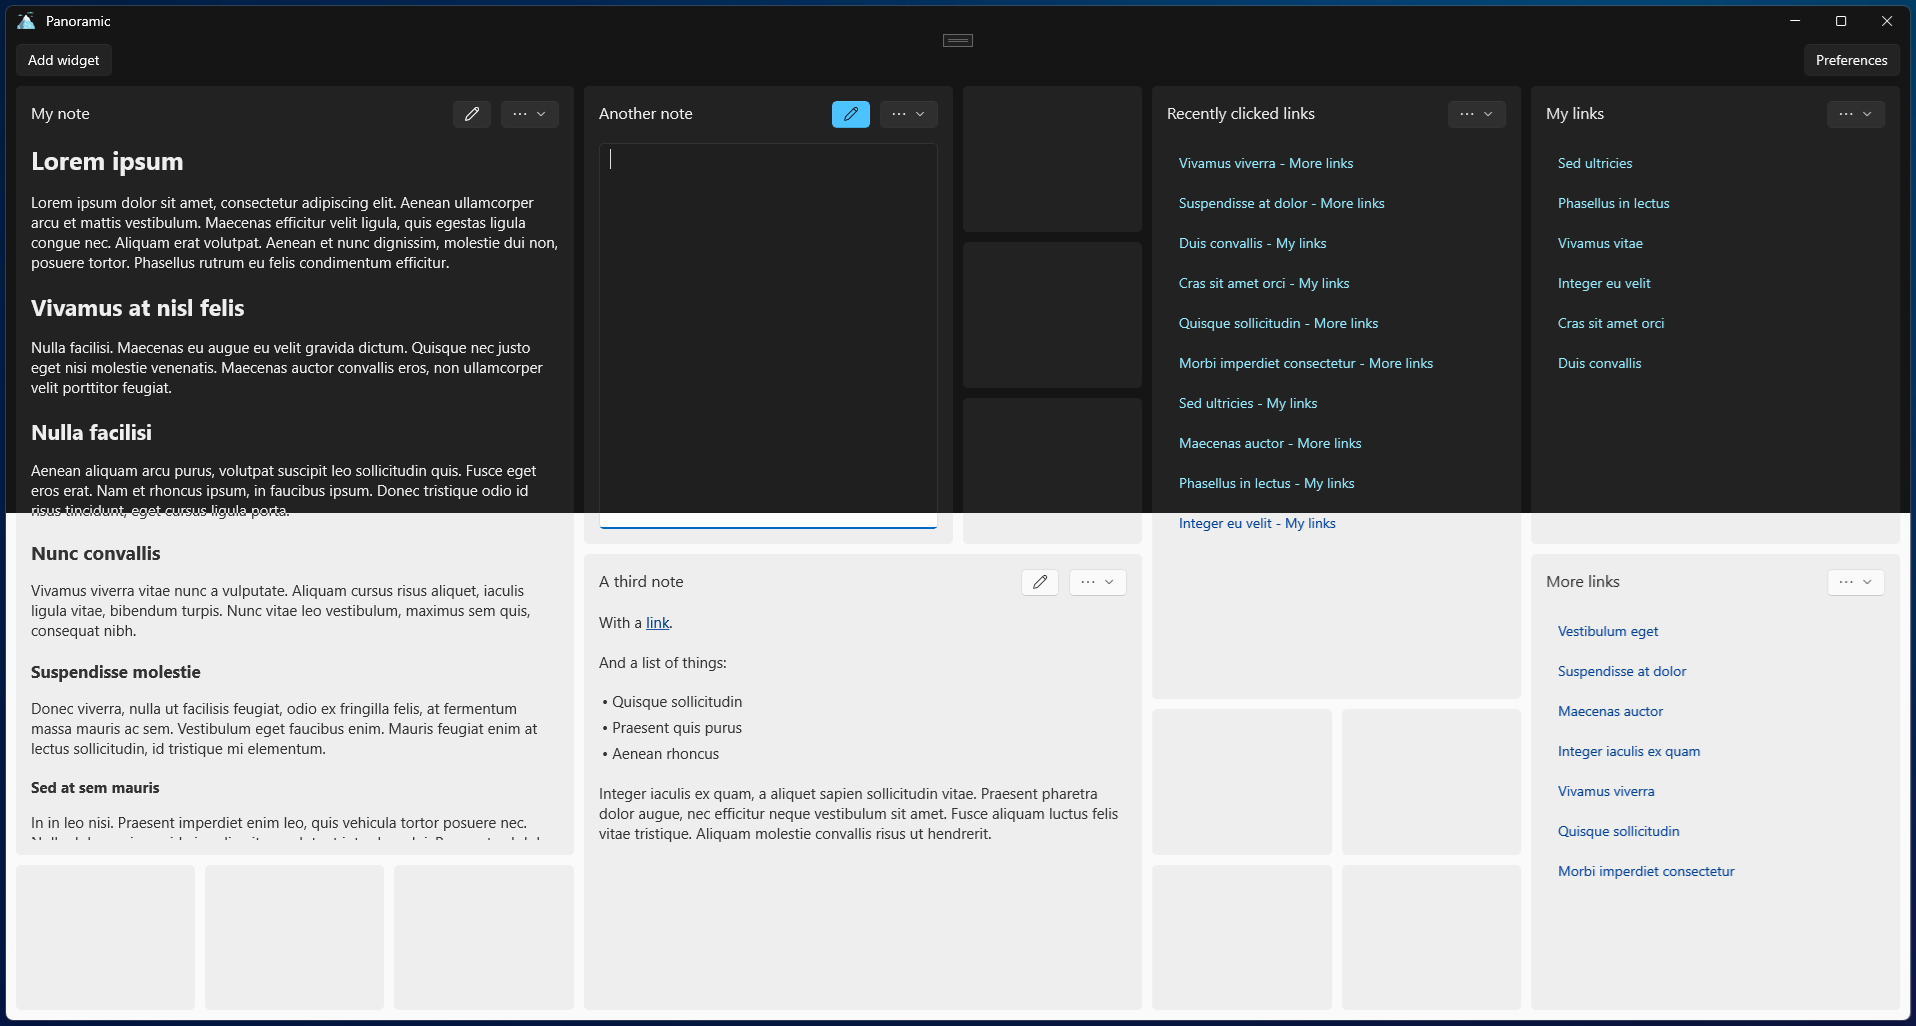 Panoramic
Add widget
Preferences
My note
Lorem ipsum
Lorem ipsum dolor sit amet, consectetur adipiscing elit. Aenean ullamcorper
arcu et mattis vestibulum. Maecenas efficitur velit ligula, quis egestas ligula
congue nec. Aliquam erat volutpat. Aenean et nunc dignissim, molestie dui non,
posuere tortor. Phasellus rutrum eu felis condimentum efficitur.
Vivamus at nisl felis
Nulla facilisi. Maecenas eu augue eu velit gravida dictum. Quisque nec justo
eget nisi molestie venenatis. Maecenas auctor convallis eros, non ullamcorper
velit porttitor feugiat.
Nulla facilisi
Aenean aliquam arcu purus, volutpat suscipit leo sollicitudin quis. Fusce eget
eros erat. Nam et rhoncus ipsum, in faucibus ipsum. Donec tristique odio id
risus tincidunt, eget cursus ligula porta.
Nunc convallis
Vivamus viverra vitae nunc a vulputate. Aliquam cursus risus aliquet, iaculis
ligula vitae, bibendum turpis. Nunc vitae leo vestibulum, maximus sem quis,
consequat nibh.
Suspendisse molestie
Donec viverra, nulla ut facilisis feugiat, odio ex fringilla felis, at fermentum
massa mauris ac sem. Vestibulum eget faucibus enim. Mauris feugiat enim at
lectus sollicitudin, id tristique mi elementum.
Sed at sem mauris
In in leo nisi. Praesent imperdiet enim leo, quis vehicula tortor posuere nec.
Another note
A third note
With a link.
And a list of things:
• Quisque sollicitudin
• Praesent quis purus
• Aenean rhoncus
Integer iaculis ex quam, a aliquet sapien sollicitudin vitae. Praesent pharetra
dolor augue, nec efficitur neque vestibulum sit amet. Fusce aliquam luctus felis
vitae tristique. Aliquam molestie convallis risus ut hendrerit.
Recently clicked links
Vivamus viverra - More links
Suspendisse at dolor - More links
Duis convallis - My links
Cras sit amet orci - My links
Quisque sollicitudin - More links
Morbi imperdiet consectetur - More links
Sed ultricies - My links
Maecenas auctor - More links
Phasellus in lectus - My links
Integer eu velit - My links
My links
Sed ultricies
Phasellus in lectus
Vivamus vitae
Integer eu velit
Cras sit amet orci
Duis convallis
More links
Vestibulum eget
Suspendisse at dolor
Maecenas auctor
Integer iaculis ex quam
Vivamus viverra
Quisque sollicitudin
Morbi imperdiet consectetur